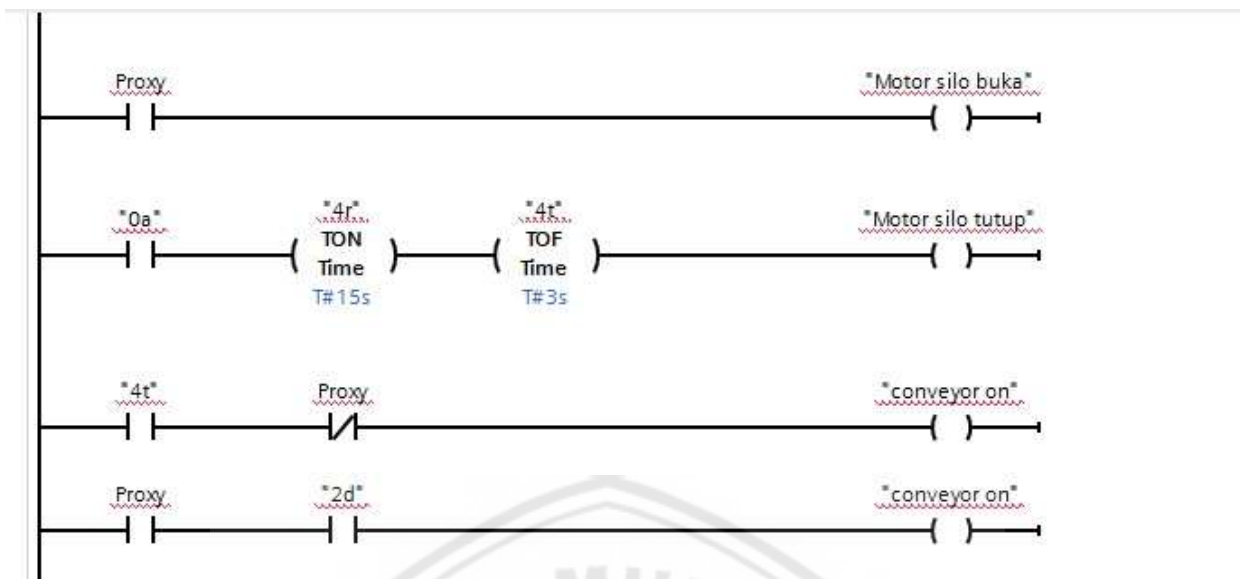 Proxy "Motor silo buka"
"0a" "4r" "4t" "Motor silo tutup"
TON TOF
Time Time
T#15s T#3s
"4t" Proxy "conveyor on"
Proxy "2d" "conveyor on"